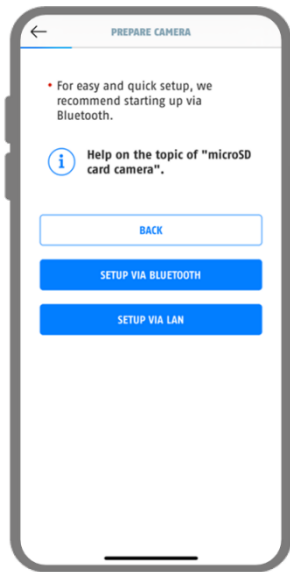 PREPARE CAMERA
• For easy and quick setup, we
recommend starting up via
Bluetooth.
i
Help on the topic of "microSD
card camera".
BACK
SETUP VIA BLUETOOTH
SETUP VIA LAN